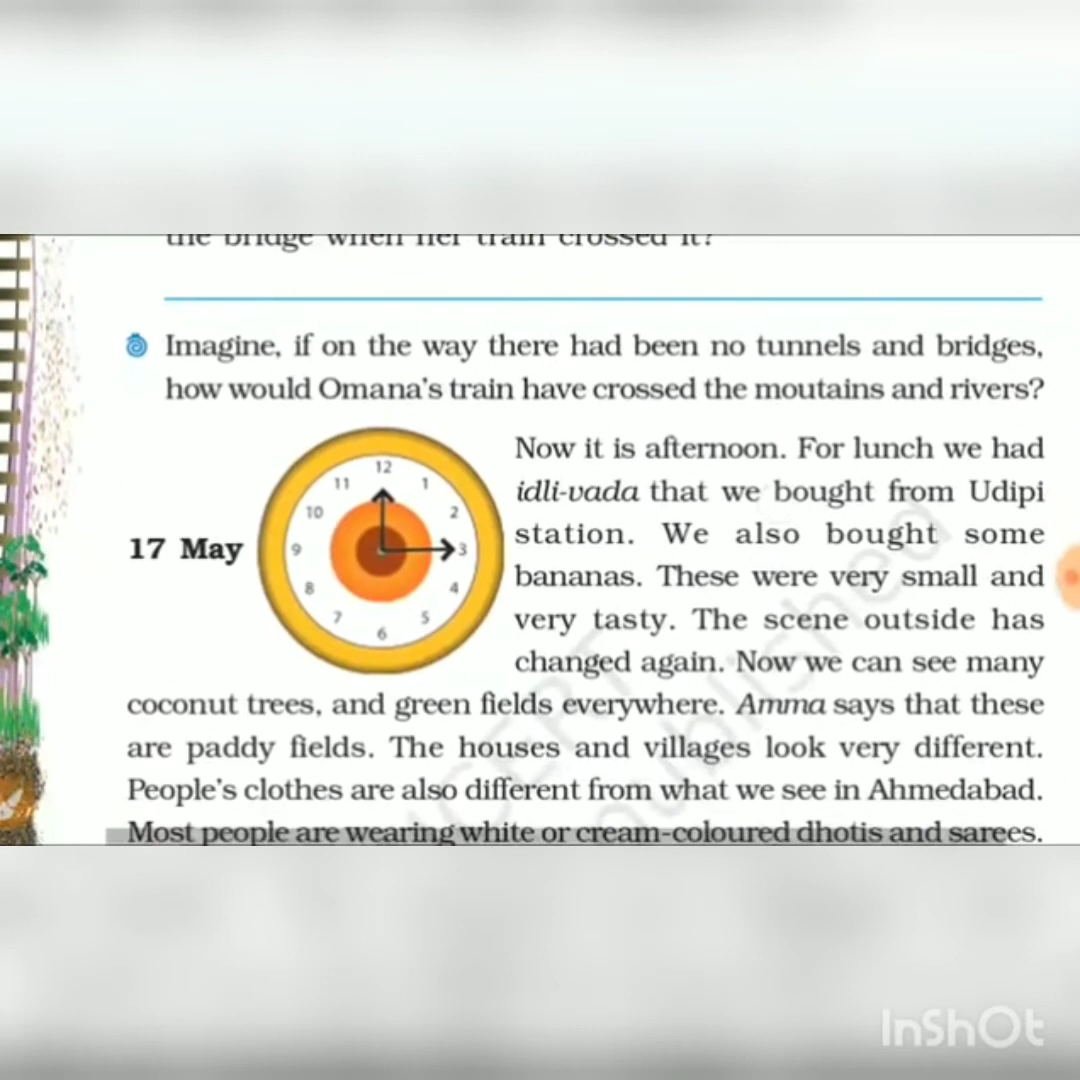 the bridge when her train crossed it?
Imagine, if on the way there had been no tunnels and bridges,
how would Omana's train have crossed the moutains and rivers?
12
11 1
10 2
9 3
8 4
7 5
6
17 May
Now it is afternoon. For lunch we had
idli-vada that we bought from Udipi
station. We also bought some
bananas. These were very small and
very tasty. The scene outside has
changed again. Now we can see many
coconut trees, and green fields everywhere. Amma says that these
are paddy fields. The houses and villages look very different.
People's clothes are also different from what we see in Ahmedabad.
Most people are wearing white or cream-coloured dhotis and sarees.
NCERT
published
InShOt